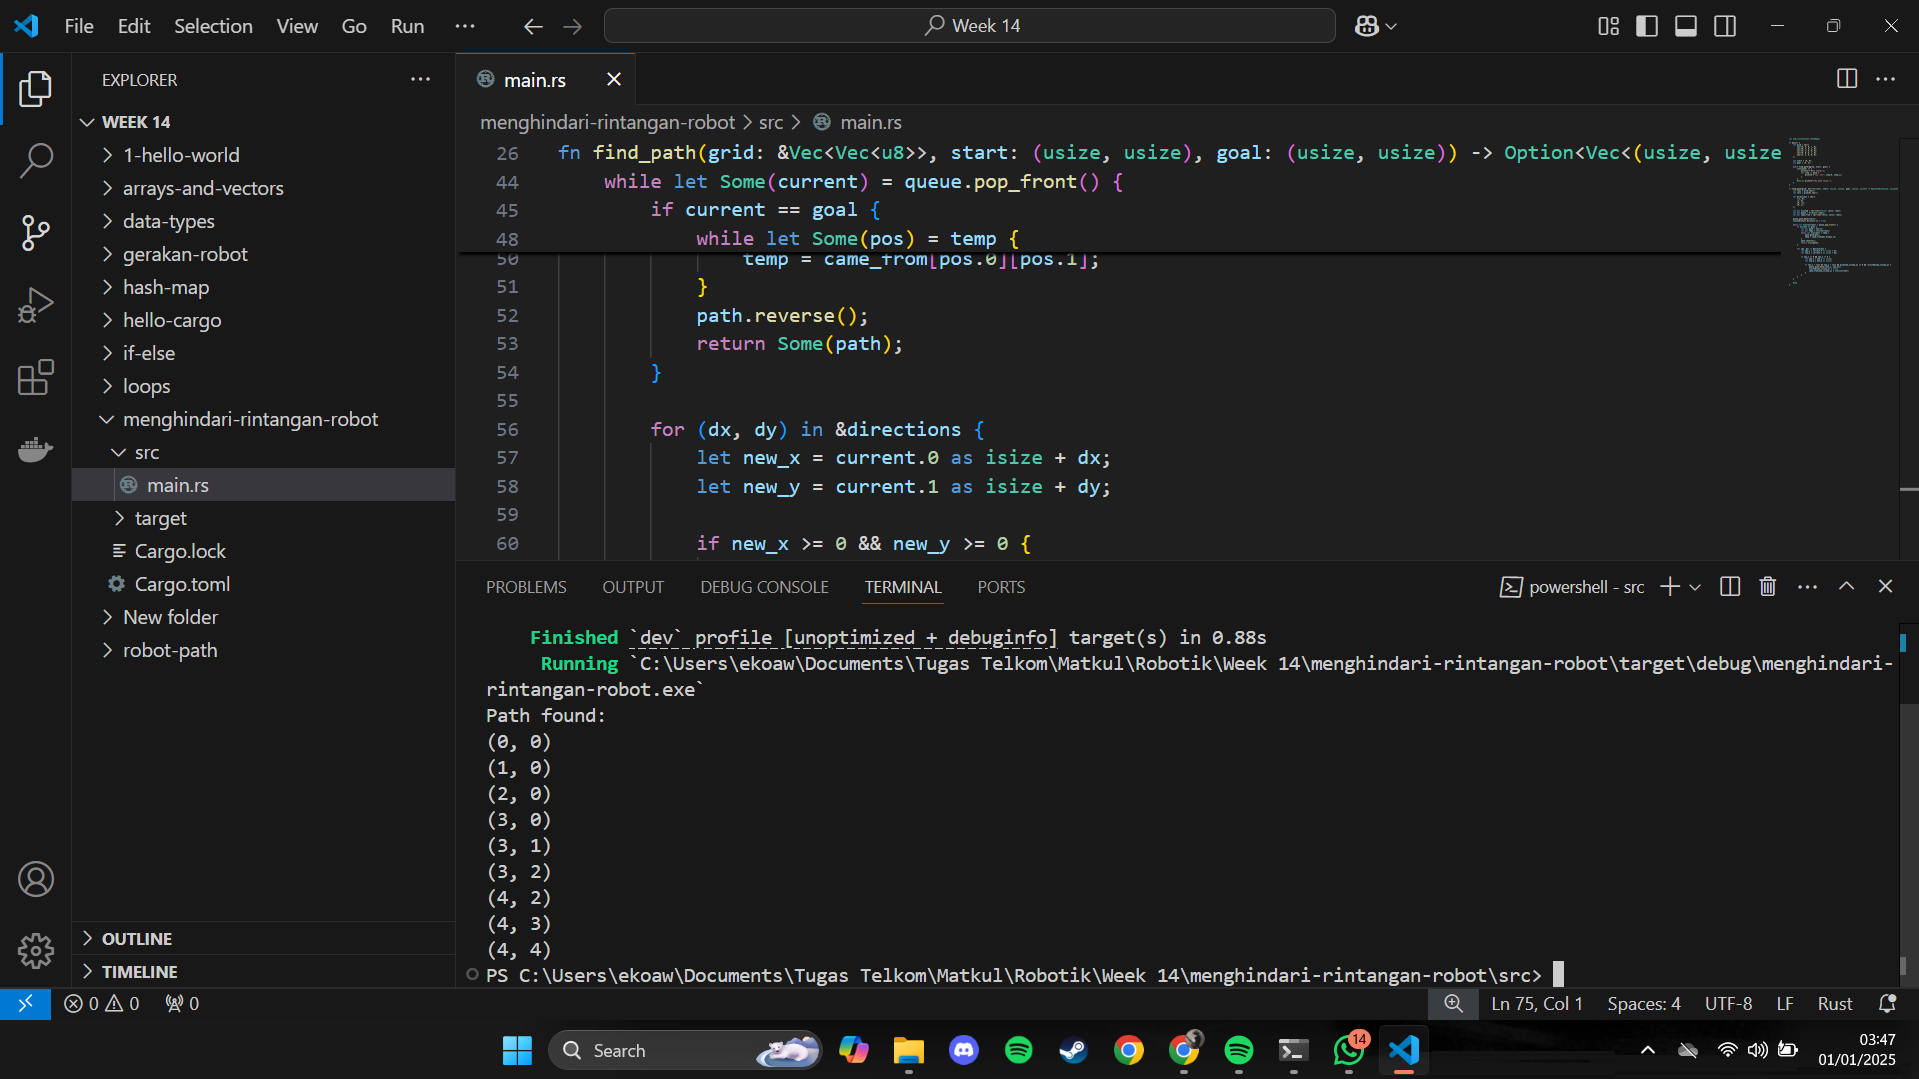 File Edit Selection View Go Run ··· Week 14
EXPLORER
WEEK 14
1-hello-world
arrays-and-vectors
data-types
gerakan-robot
hash-map
hello-cargo
if-else
loops
menghindari-rintangan-robot
src
main.rs
target
Cargo.lock
Cargo.toml
New folder
robot-path
OUTLINE
TIMELINE
main.rs
menghindari-rintangan-robot > src > main.rs
26 fn find_path(grid: &Vec<Vec<u8>>, start: (usize, usize), goal: (usize, usize)) -> Option<Vec<(usize, usize
44 while let Some(current) = queue.pop_front() {
45 if current == goal {
48 while let Some(pos) = temp {
50 temp = came_from[pos.0][pos.1];
51 }
52 path.reverse();
53 return Some(path);
54 }
55
56 for (dx, dy) in &directions {
57 let new_x = current.0 as isize + dx;
58 let new_y = current.1 as isize + dy;
59
60 if new_x >= 0 && new_y >= 0 {
PROBLEMS OUTPUT DEBUG CONSOLE TERMINAL PORTS powershell - src
Finished `dev` profile [unoptimized + debuginfo] target(s) in 0.88s
Running `C:\Users\ekoaw\Documents\Tugas Telkom\Matkul\Robotik\Week 14\menghindari-rintangan-robot\target\debug\menghindari-
rintangan-robot.exe`
Path found:
(0, 0)
(1, 0)
(2, 0)
(3, 0)
(3, 1)
(3, 2)
(4, 2)
(4, 3)
(4, 4)
PS C:\Users\ekoaw\Documents\Tugas Telkom\Matkul\Robotik\Week 14\menghindari-rintangan-robot\src>
0 0 0 Ln 75, Col 1 Spaces: 4 UTF-8 LF Rust
Search 14 03:47
01/01/2025